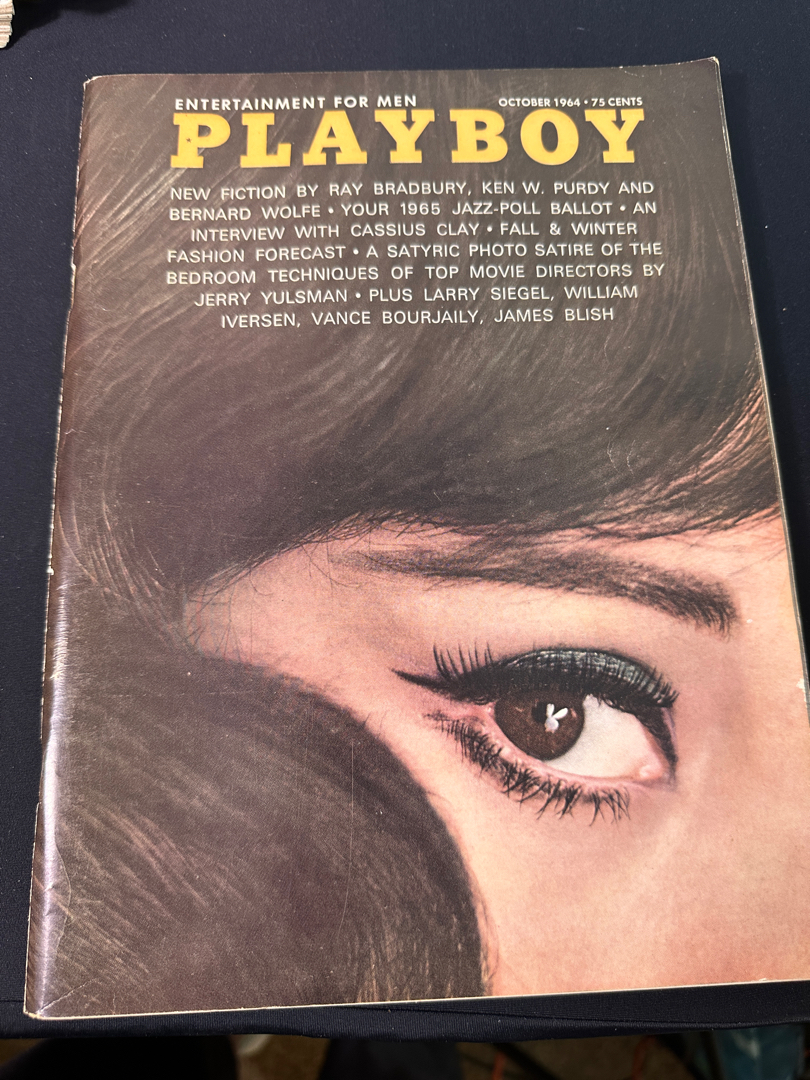 ENTERTAINMENT FOR MEN OCTOBER 1964 • 75 CENTS
PLAYBOY
NEW FICTION BY RAY BRADBURY, KEN W. PURDY AND
BERNARD WOLFE • YOUR 1965 JAZZ-POLL BALLOT • AN
INTERVIEW WITH CASSIUS CLAY • FALL & WINTER
FASHION FORECAST • A SATYRIC PHOTO SATIRE OF THE
BEDROOM TECHNIQUES OF TOP MOVIE DIRECTORS BY
JERRY YULSMAN • PLUS LARRY SIEGEL, WILLIAM
IVERSEN, VANCE BOURJAILY, JAMES BLISH